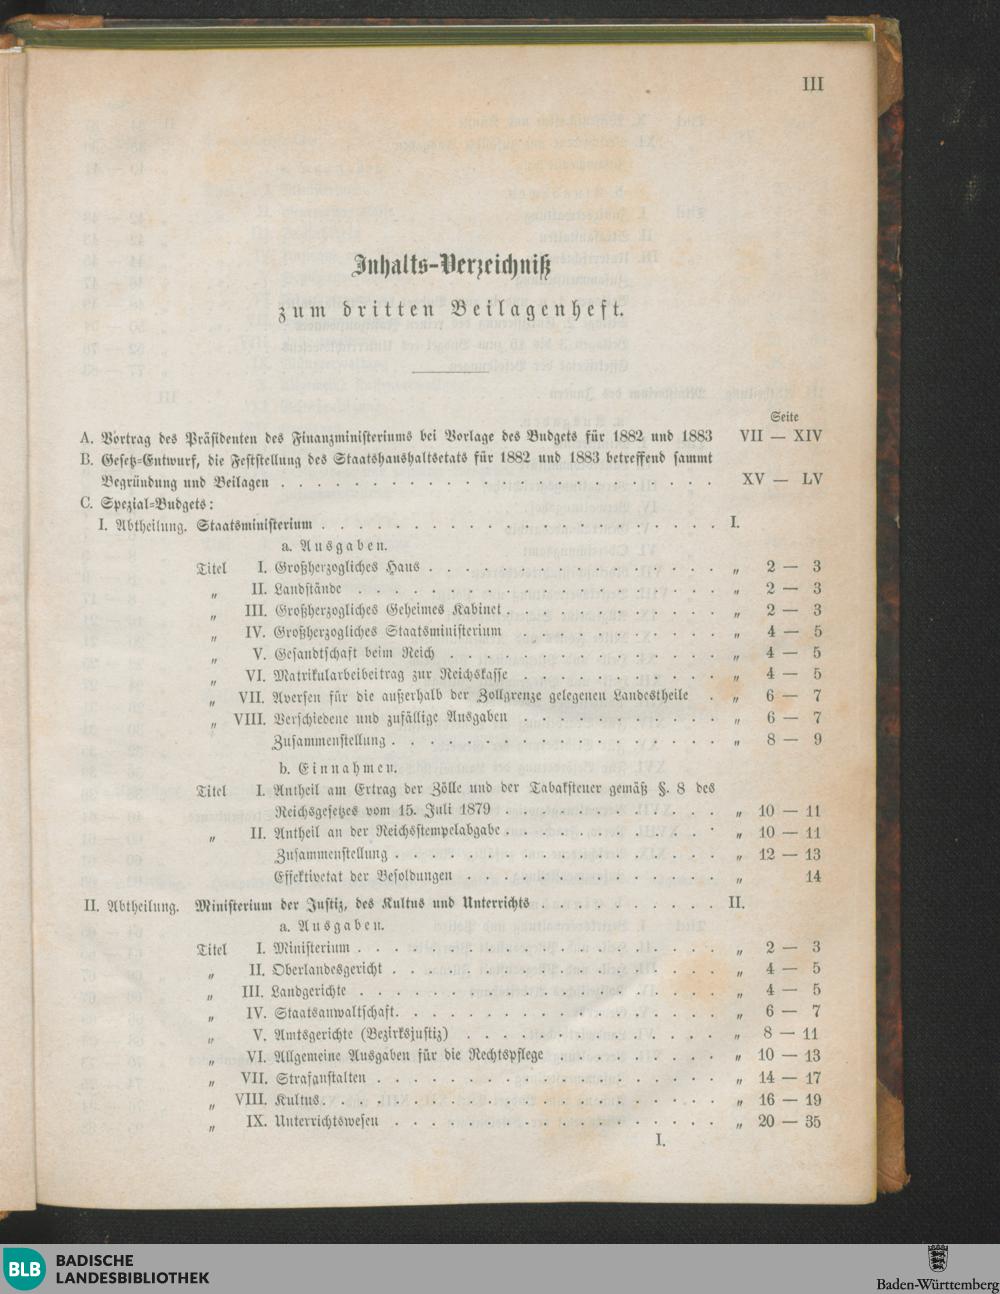 III
Inhalts-Verzeichniß
zum dritten Beilagenheft.
Seite
A. Vortrag des Präsidenten des Finanzministeriums bei Vorlage des Budgets für 1882 und 1883 VII — XIV
B. Gesetz-Entwurf, die Feststellung des Staatshaushaltsetats für 1882 und 1883 betreffend sammt
Begründung und Beilagen . . . . . . . . . . XV — LV
C. Spezial-Budgets:
I. Abtheilung. Staatsministerium . . . . . . . . . . I.
a. Ausgaben.
Titel I. Großherzogliches Haus . . . . . . . . . . „ 2 — 3
„ II. Landstände . . . . . . . . . . „ 2 — 3
„ III. Großherzogliches Geheimes Kabinet . . . . . . . . . . „ 2 — 3
„ IV. Großherzogliches Staatsministerium . . . . . . . . . . „ 4 — 5
„ V. Gesandtschaft beim Reich . . . . . . . . . . „ 4 — 5
„ VI. Matrikularbeibeitrag zur Reichskasse . . . . . . . . . . „ 4 — 5
„ VII. Aversen für die außerhalb der Zollgrenze gelegenen Landestheile . „ 6 — 7
„ VIII. Verschiedene und zufällige Ausgaben . . . . . . . . . . „ 6 — 7
Zusammenstellung . . . . . . . . . . „ 8 — 9
b. Einnahmen.
Titel I. Antheil am Ertrag der Zölle und der Tabaksteuer gemäß §. 8 des
Reichsgesetzes vom 15. Juli 1879 . . . . . . . . . . „ 10 — 11
„ II. Antheil an der Reichsstempelabgabe . . . . . . . . . . „ 10 — 11
Zusammenstellung . . . . . . . . . . „ 12 — 13
Effektivetat der Besoldungen . . . . . . . . . . „ 14
II. Abtheilung. Ministerium der Justiz, des Kultus und Unterrichts . . . . . . . . . . II.
a. Ausgaben.
Titel I. Ministerium . . . . . . . . . . „ 2 — 3
„ II. Oberlandesgericht . . . . . . . . . . „ 4 — 5
„ III. Landgerichte . . . . . . . . . . „ 4 — 5
„ IV. Staatsanwaltschaft . . . . . . . . . . „ 6 — 7
„ V. Amtsgerichte (Bezirksjustiz) . . . . . . . . . . „ 8 — 11
„ VI. Allgemeine Ausgaben für die Rechtspflege . . . . . . . . . . „ 10 — 13
„ VII. Strafanstalten . . . . . . . . . . „ 14 — 17
„ VIII. Kultus . . . . . . . . . . „ 16 — 19
„ IX. Unterrichtswesen . . . . . . . . . . „ 20 — 35
I.
BLB BADISCHE
LANDESBIBLIOTHEK
Baden-Württemberg